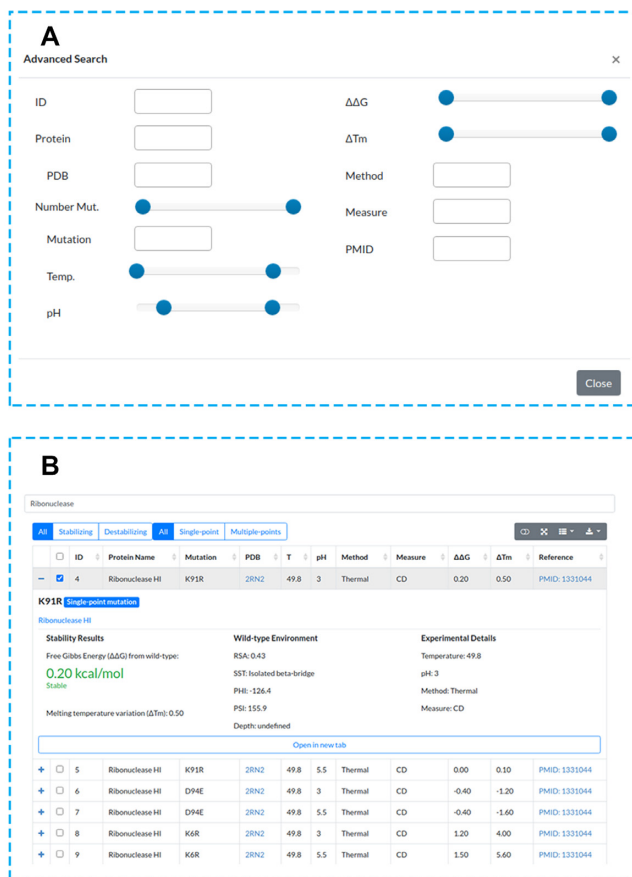 A
Advanced Search ×
ID ΔΔG
Protein ΔTm
PDB Method
Number Mut. Measure
Mutation PMID
Temp.
pH
Close
B
Ribonuclease
All Stabilizing Destabilizing All Single-point Multiple-points
ID Protein Name Mutation PDB T pH Method Measure ΔΔG ΔTm Reference
− 4 Ribonuclease HI K91R 2RN2 49.8 3 Thermal CD 0.20 0.50 PMID: 1331044
K91R Single-point mutation
Ribonuclease HI
Stability Results Wild-type Environment Experimental Details
Free Gibbs Energy (ΔΔG) from wild-type: RSA: 0.43 Temperature: 49.8
0.20 kcal/mol SST: Isolated beta-bridge pH: 3
Stable PHI: -126.4 Method: Thermal
Melting temperature variation (ΔTm): 0.50 PSI: 155.9 Measure: CD
Depth: undefined
Open in new tab
+ 5 Ribonuclease HI K91R 2RN2 49.8 5.5 Thermal CD 0.00 0.10 PMID: 1331044
+ 6 Ribonuclease HI D94E 2RN2 49.8 3 Thermal CD -0.40 -1.20 PMID: 1331044
+ 7 Ribonuclease HI D94E 2RN2 49.8 5.5 Thermal CD -0.40 -1.60 PMID: 1331044
+ 8 Ribonuclease HI K6R 2RN2 49.8 3 Thermal CD 1.20 4.00 PMID: 1331044
+ 9 Ribonuclease HI K6R 2RN2 49.8 5.5 Thermal CD 1.50 5.60 PMID: 1331044